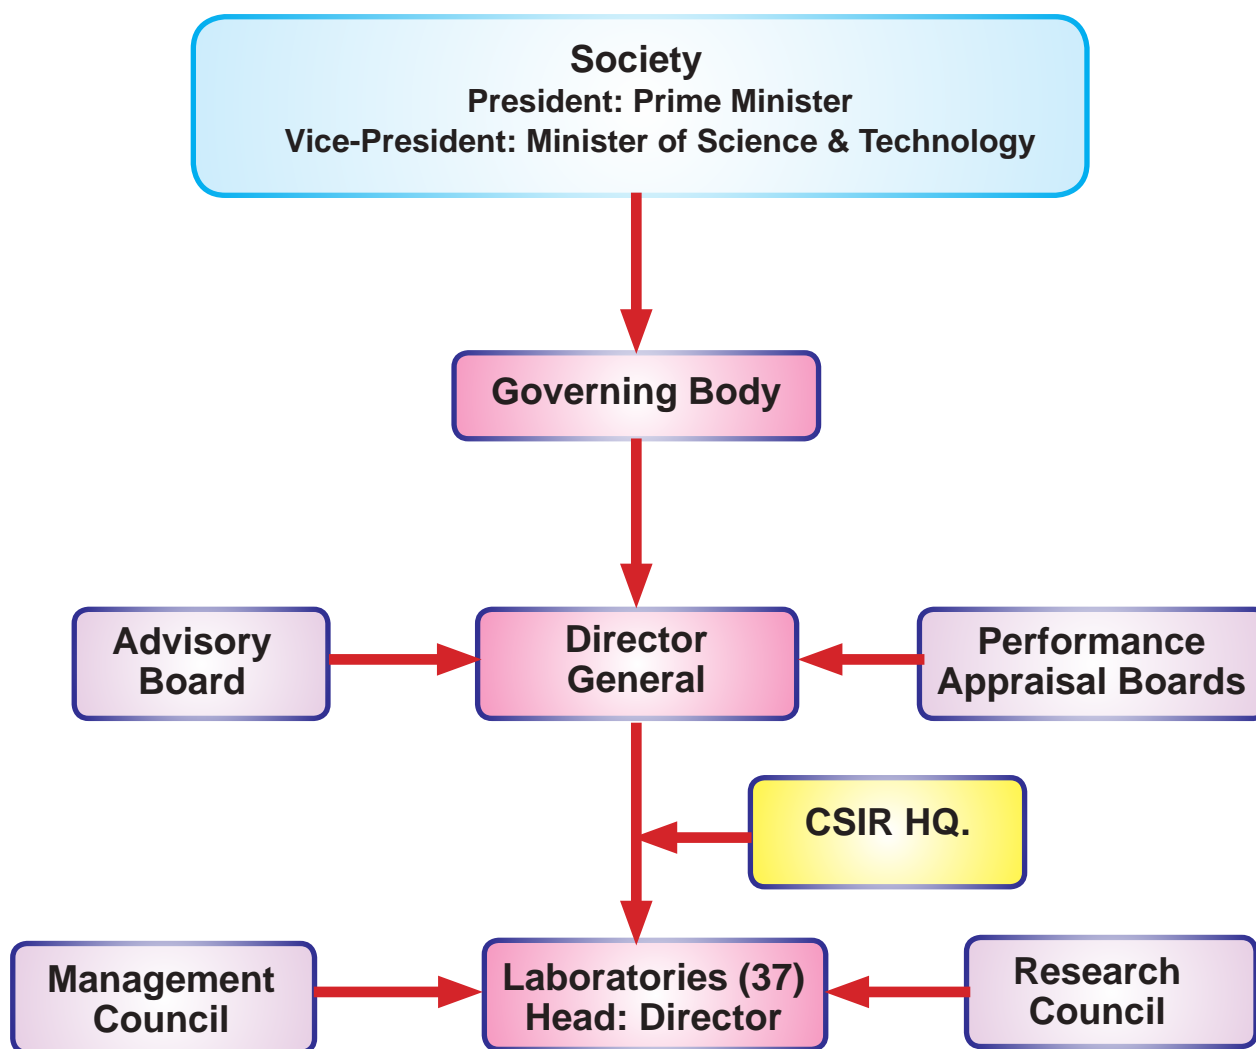 Society
President: Prime Minister
Vice-President: Minister of Science & Technology
Governing Body
Advisory
Board
Director
General
Performance
Appraisal Boards
CSIR HQ.
Management
Council
Laboratories (37)
Head: Director
Research
Council